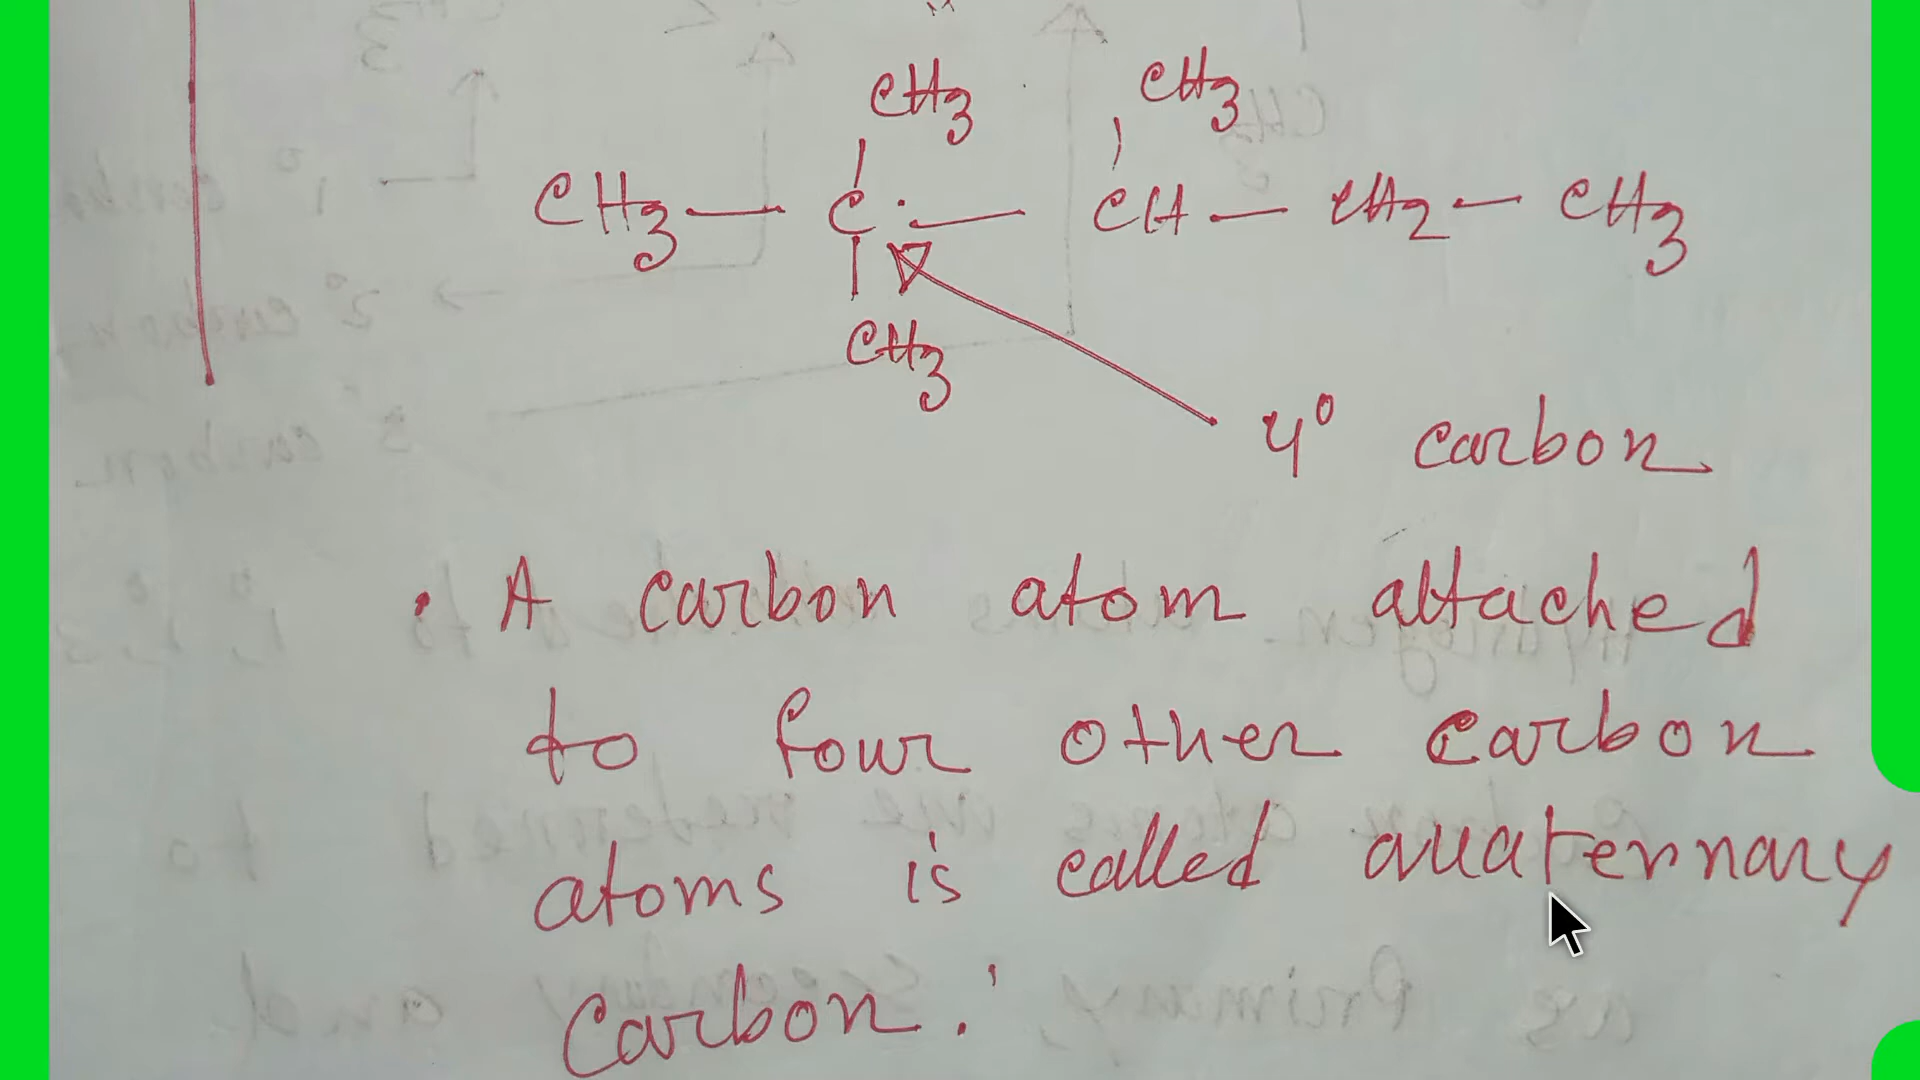 CH3 CH3
CH3 — C — CH — CH2 — CH3
CH3
4° carbon
• A carbon atom attached
to four other carbon
atoms is called quaternary
carbon.